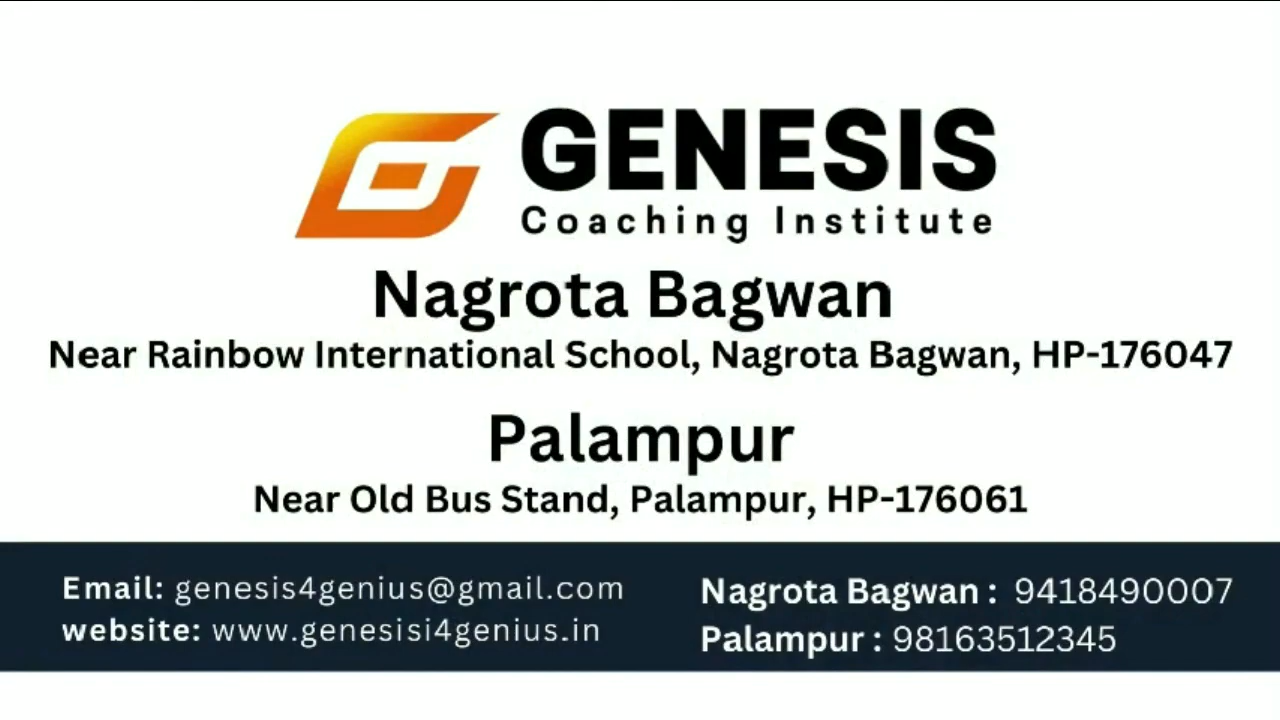 GENESIS
Coaching Institute
Nagrota Bagwan
Near Rainbow International School, Nagrota Bagwan, HP-176047
Palampur
Near Old Bus Stand, Palampur, HP-176061
Email: genesis4genius@gmail.com
website: www.genesisi4genius.in
Nagrota Bagwan : 9418490007
Palampur : 98163512345